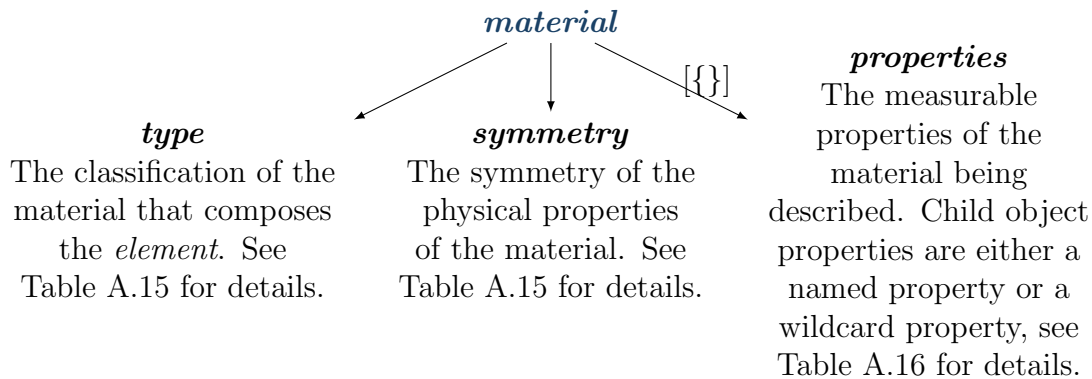 material
[{}]
type
The classification of the
material that composes
the element. See
Table A.15 for details.
symmetry
The symmetry of the
physical properties
of the material. See
Table A.15 for details.
properties
The measurable
properties of the
material being
described. Child object
properties are either a
named property or a
wildcard property, see
Table A.16 for details.